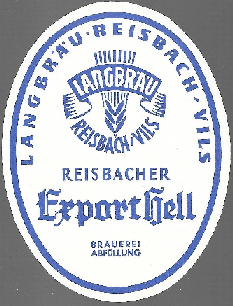 LANGBRÄU·REISBACH/VILS
LANGBRÄU
REISBACH/VILS
REISBACHER
Export Hell
BRAUEREI
ABFÜLLUNG